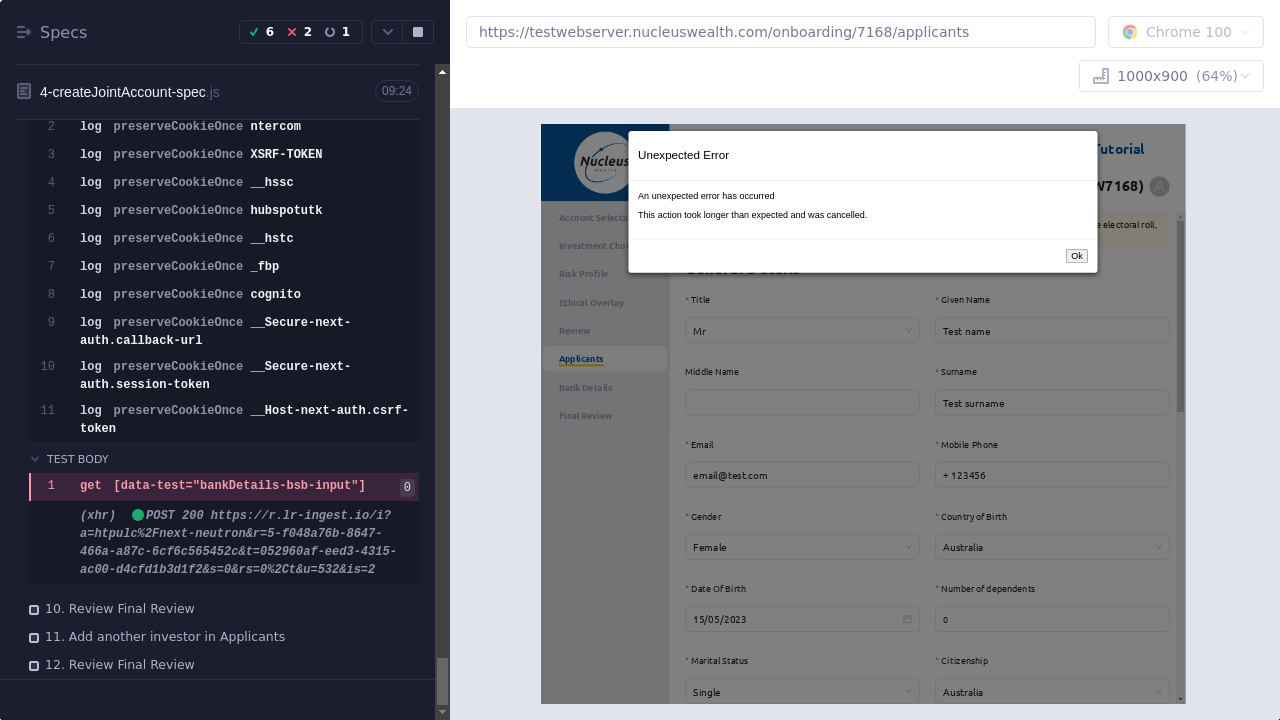 Specs
6
2
1
4-createJointAccount-spec.js
09:24
2 log preserveCookieOnce ntercom
3 log preserveCookieOnce XSRF-TOKEN
4 log preserveCookieOnce __hssc
5 log preserveCookieOnce hubspotutk
6 log preserveCookieOnce __hstc
7 log preserveCookieOnce _fbp
8 log preserveCookieOnce cognito
9 log preserveCookieOnce __Secure-next-
auth.callback-url
10 log preserveCookieOnce __Secure-next-
auth.session-token
11 log preserveCookieOnce __Host-next-auth.csrf-
token
TEST BODY
1 get [data-test="bankDetails-bsb-input"] 0
(xhr) POST 200 https://r.lr-ingest.io/i?
a=htpulc%2Fnext-neutron&r=5-f048a76b-8647-
466a-a87c-6cf6c565452c&t=052960af-eed3-4315-
ac00-d4cfd1b3d1f2&s=0&rs=0%2Ct&u=532&is=2
10. Review Final Review
11. Add another investor in Applicants
12. Review Final Review
https://testwebserver.nucleuswealth.com/onboarding/7168/applicants
Chrome 100
1000x900 (64%)
Nucleus
Wealth
Tutorial
W7168)
Unexpected Error
An unexpected error has occurred
This action took longer than expected and was cancelled.
Ok
e electoral roll,
Account Selectio
Investment Choi
Risk Profile
Ethical Overlay
Review
Applicants
Bank Details
Final Review
* Title
Mr
* Given Name
Test name
Middle Name
* Surname
Test surname
* Email
email@test.com
* Mobile Phone
+ 123456
* Gender
Female
* Country of Birth
Australia
* Date Of Birth
15/05/2023
* Number of dependents
0
* Marital Status
Single
* Citizenship
Australia